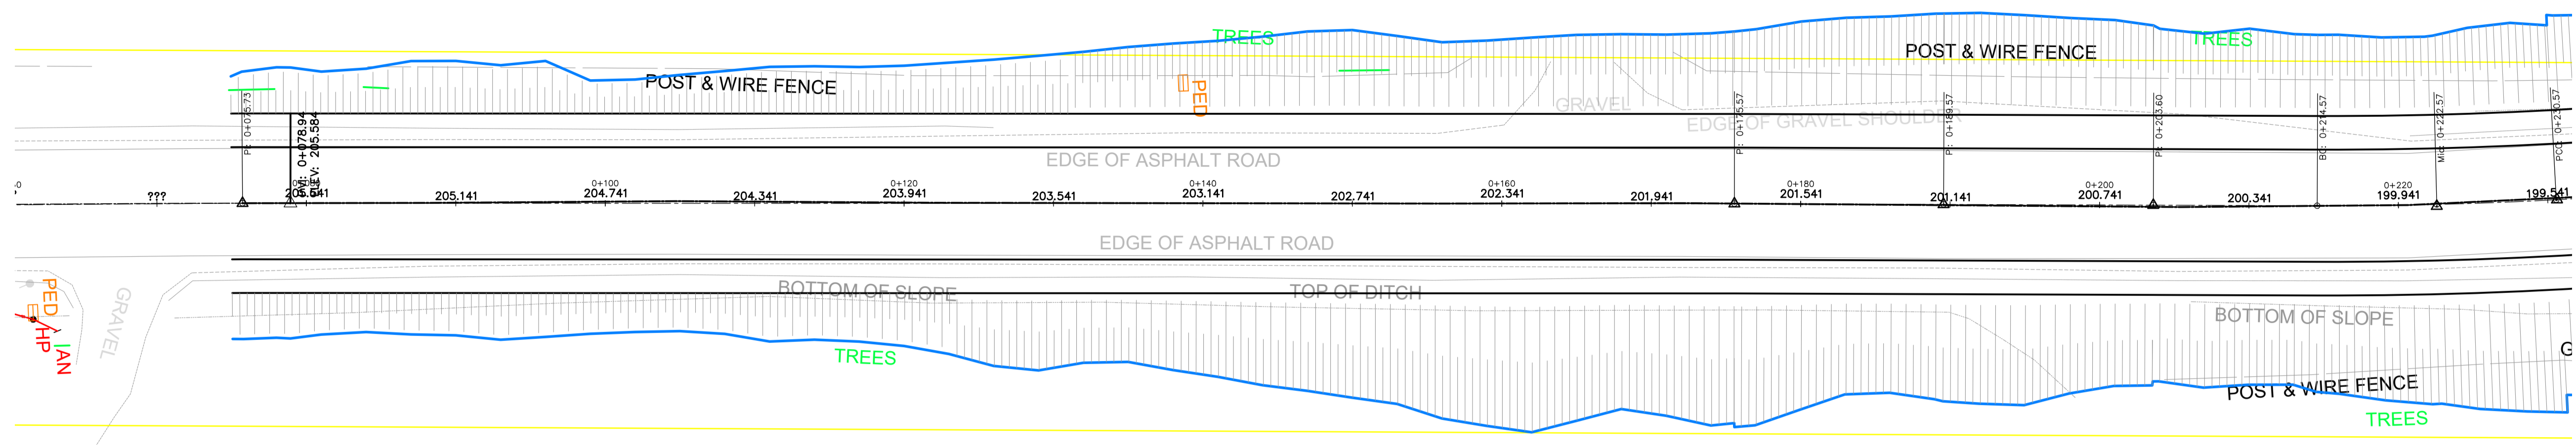 TREES
TREES
POST & WIRE FENCE
POST & WIRE FENCE
PED
GRAVEL
EDGE OF GRAVEL SHOULDER
PI: 0+075.73
0+078.94
ELEV: 205.584
PI: 0+175.57
PI: 0+189.57
PI: 0+203.60
BC: 0+214.57
Mid: 0+222.57
PCC: 0+230.57
EDGE OF ASPHALT ROAD
0+100
0+120
0+140
0+160
0+180
0+200
0+220
???
205.541
205.141
204.741
204.341
203.941
203.541
203.141
202.741
202.341
201.941
201.541
201.141
200.741
200.341
199.941
199.541
EDGE OF ASPHALT ROAD
PED
HP
AN
GRAVEL
BOTTOM OF SLOPE
TOP OF DITCH
BOTTOM OF SLOPE
TREES
G
POST & WIRE FENCE
TREES